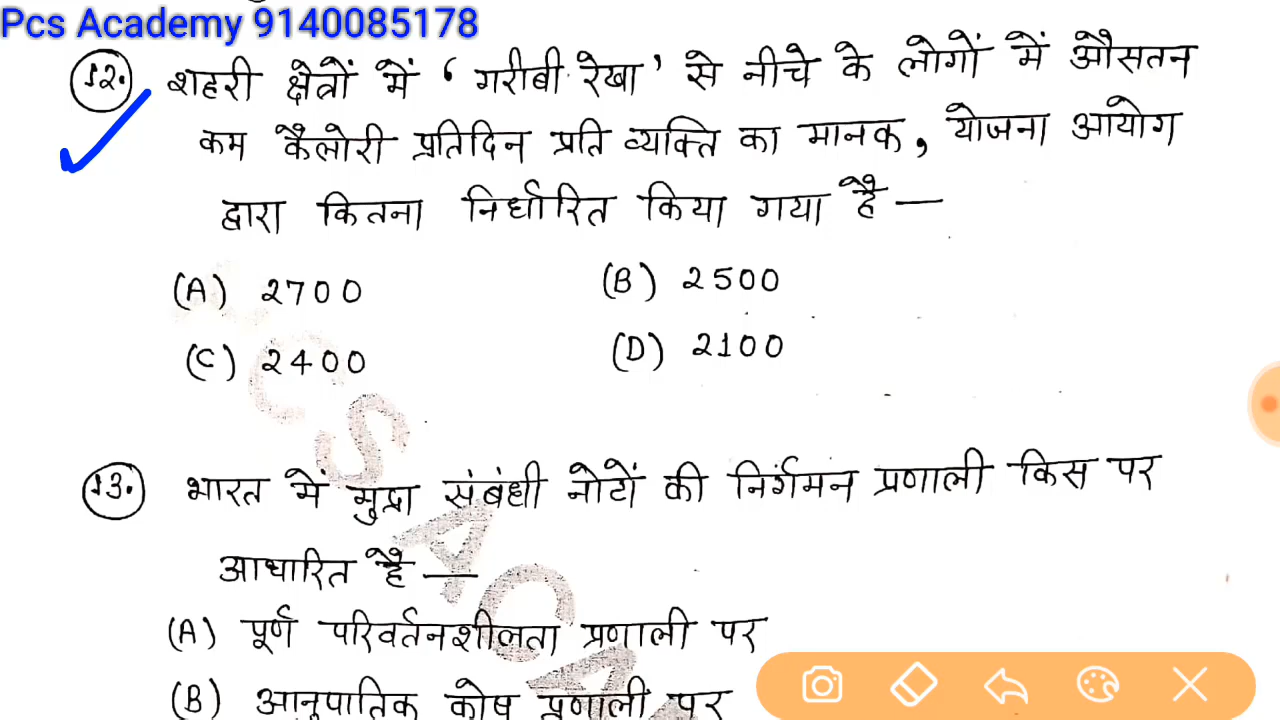 Pcs Academy 9140085178
12. शहरी क्षेत्रों में ‘गरीबी रेखा’ से नीचे के लोगों में औसतन
कम कैलोरी प्रतिदिन प्रति व्यक्ति का मानक, योजना आयोग
द्वारा कितना निर्धारित किया गया है —
(A) 2700 (B) 2500
(C) 2400 (D) 2100
13. भारत में मुद्रा संबंधी नोटों की निर्गमन प्रणाली किस पर
आधारित है —
(A) पूर्ण परिवर्तनशीलता प्रणाली पर
(B) आनुपातिक कोष प्रणाली पर